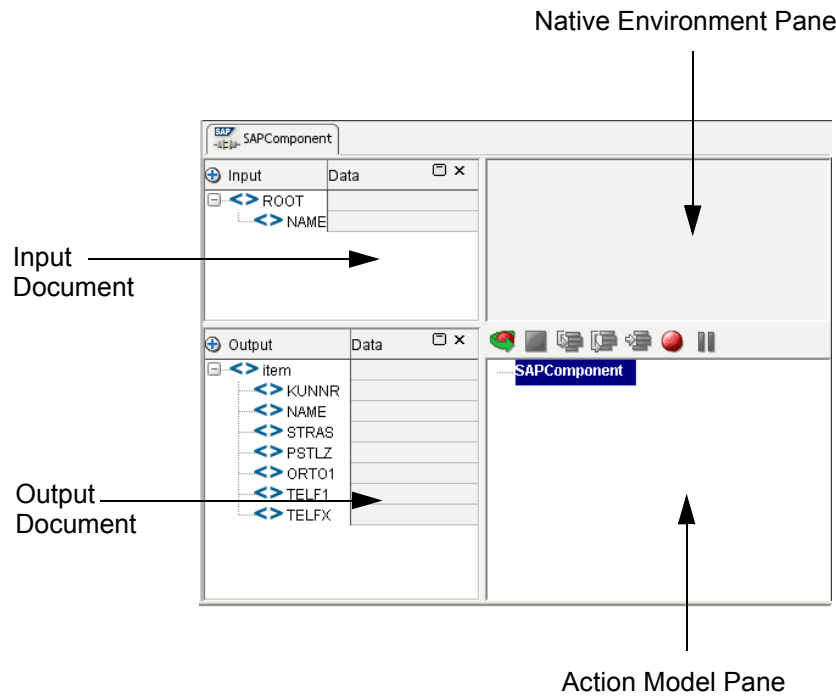 Native Environment Pane
SAP SAPComponent
Input Data
ROOT
NAME
Input
Document
Output Data
SAPComponent
item
KUNNR
NAME
STRAS
PSTLZ
ORTO1
TELF1
TELFX
Output
Document
Action Model Pane